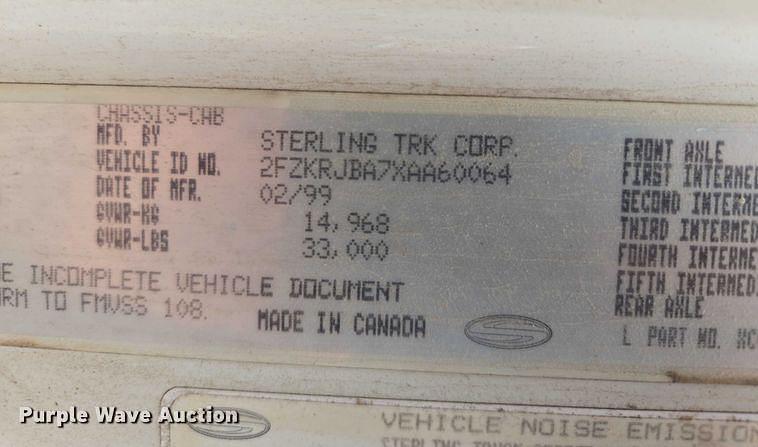 CHASSIS-CAB
MFD. BY STERLING TRK CORP.
VEHICLE ID NO. 2FZKRJBA7XAA60064
DATE OF MFR. 02/99
GVWR-KG 14,968
GVWR-LBS 33,000
INCOMPLETE VEHICLE DOCUMENT
TO FMVSS 108.
MADE IN CANADA
FRONT AXLE
FIRST INTERMED
SECOND INTERME
THIRD INTERMED
FOURTH INTERME
FIFTH INTERMED
REAR AXLE
L PART NO. XC
VEHICLE NOISE EMISSION
Purple Wave Auction